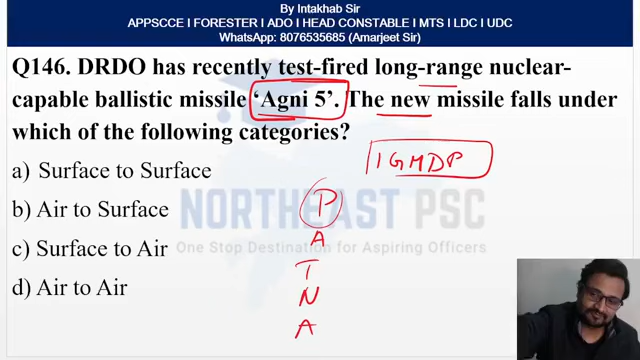 By Intakhab Sir
APPSCCE I FORESTER I ADO I HEAD CONSTABLE I MTS I LDC I UDC
WhatsApp: 8076535685 (Amarjeet Sir)
Q146. DRDO has recently test-fired long-range nuclear-
capable ballistic missile ‘Agni 5’. The new missile falls under
which of the following categories?
IGMDP
a) Surface to Surface
b) Air to Surface
c) Surface to Air
d) Air to Air
P
A
T
N
A
NORTHEAST PSC
One Stop Destination for Aspiring Officers